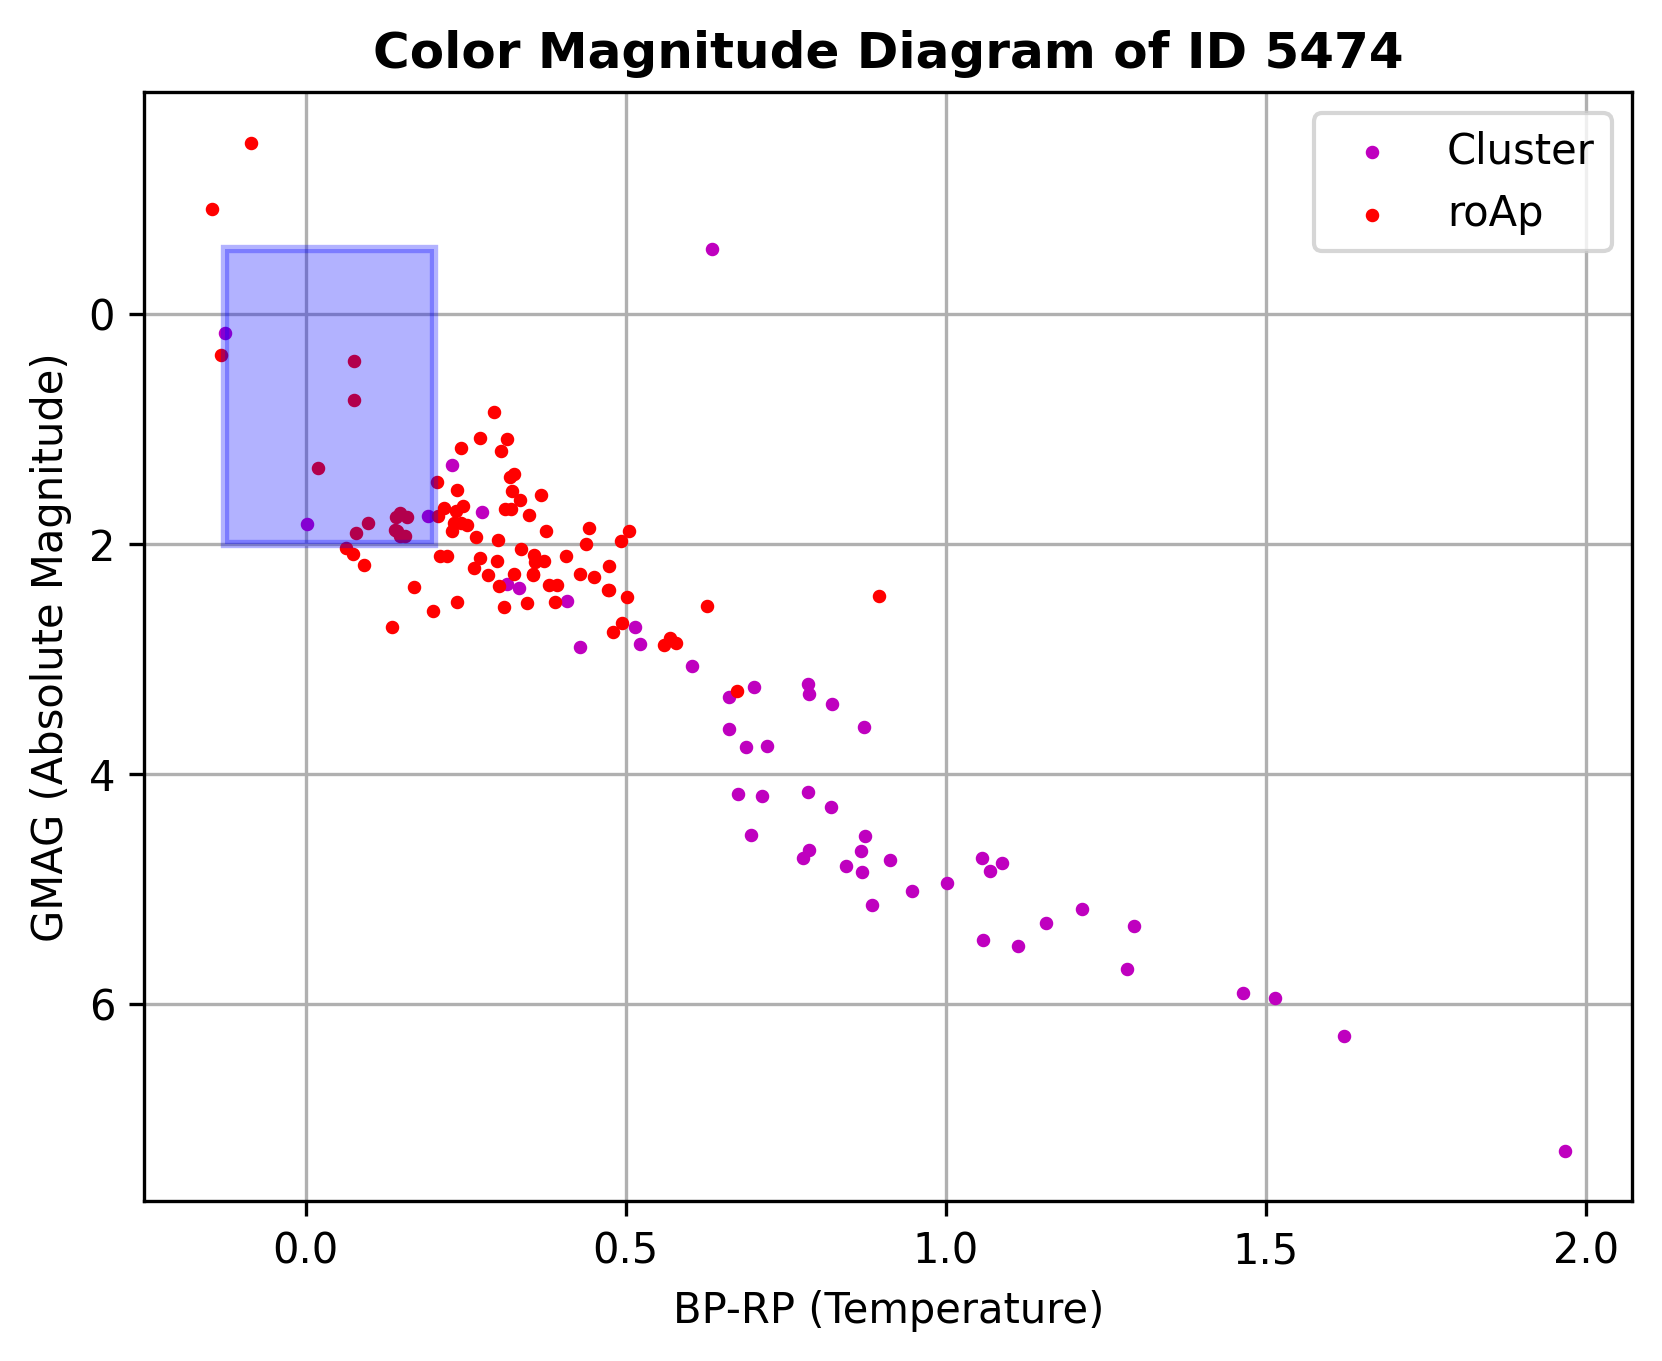 Color Magnitude Diagram of ID 5474
Cluster
roAp
GMAG (Absolute Magnitude)
0
2
4
6
0.0 0.5 1.0 1.5 2.0
BP-RP (Temperature)